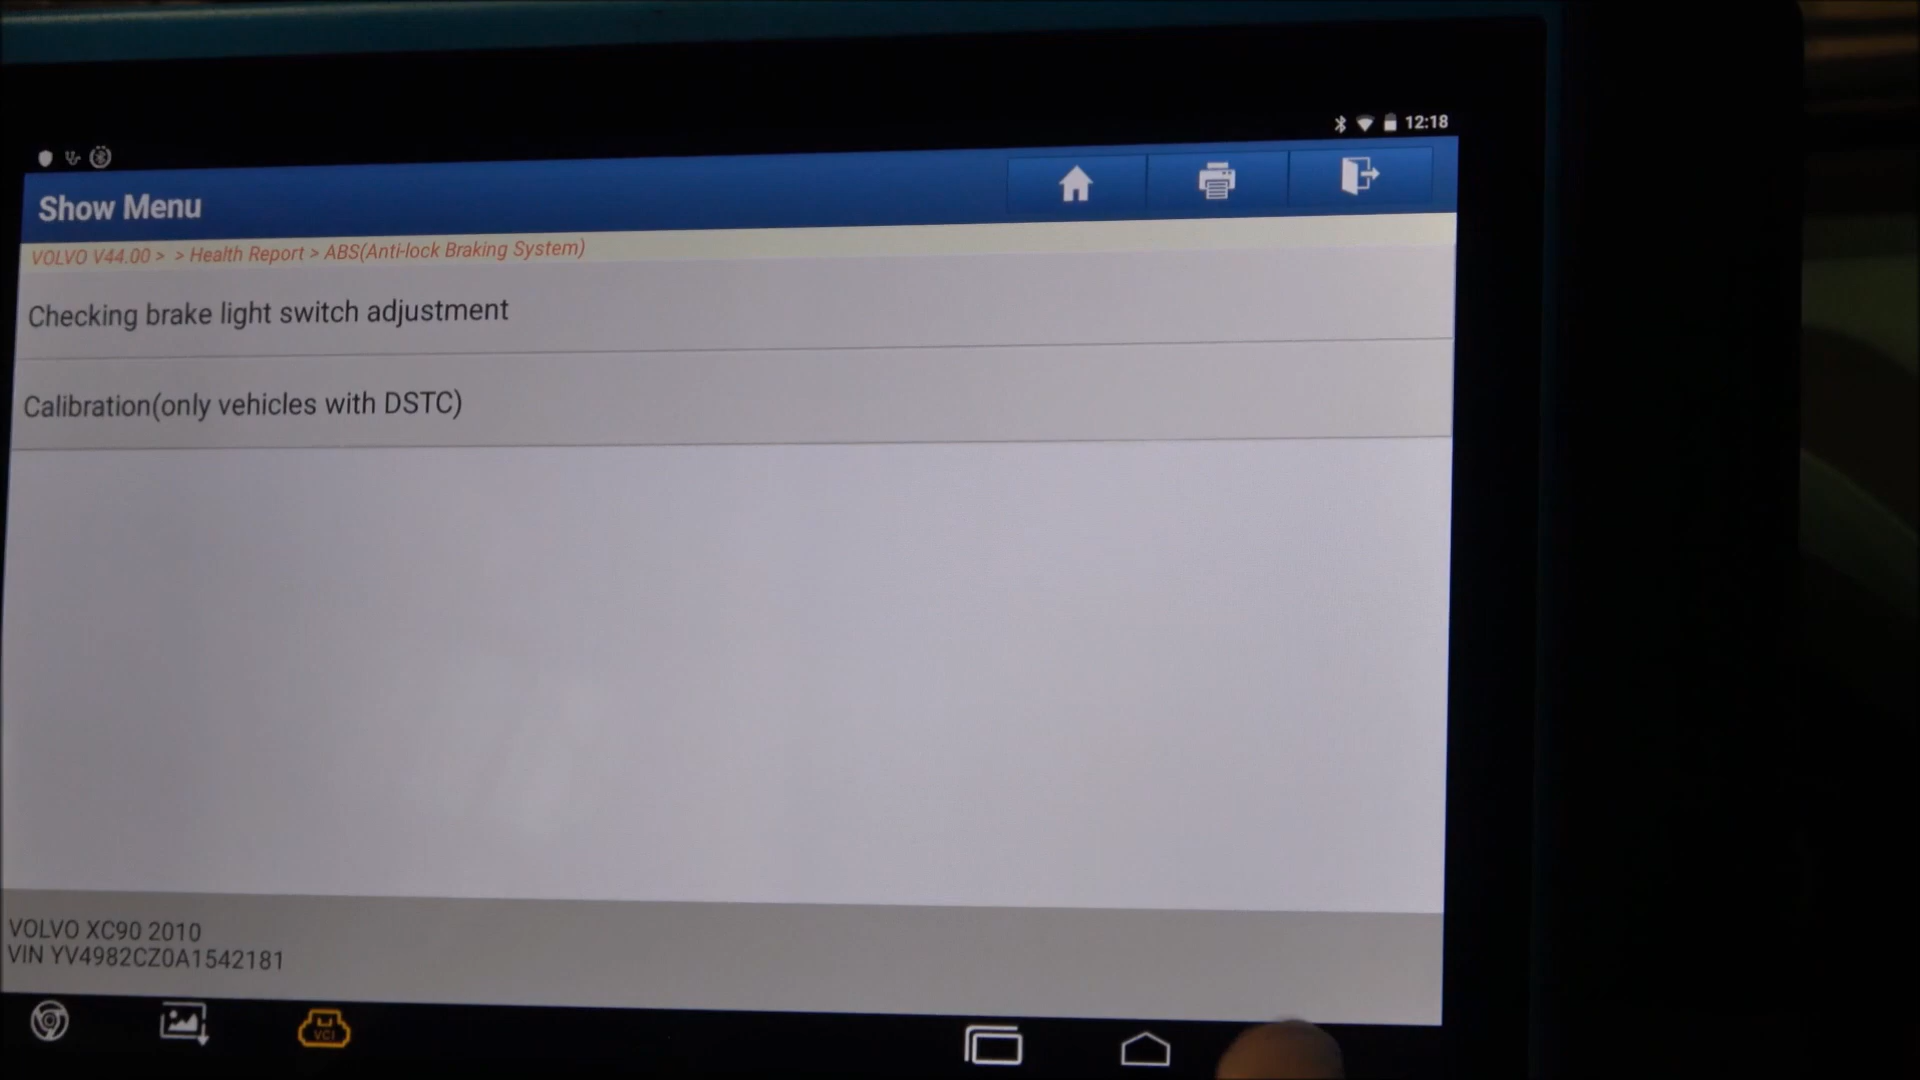 12:18
Show Menu
VOLVO V44.00 > > Health Report > ABS(Anti-lock Braking System)
Checking brake light switch adjustment
Calibration(only vehicles with DSTC)
VOLVO XC90 2010
VIN YV4982CZ0A1542181
VCI